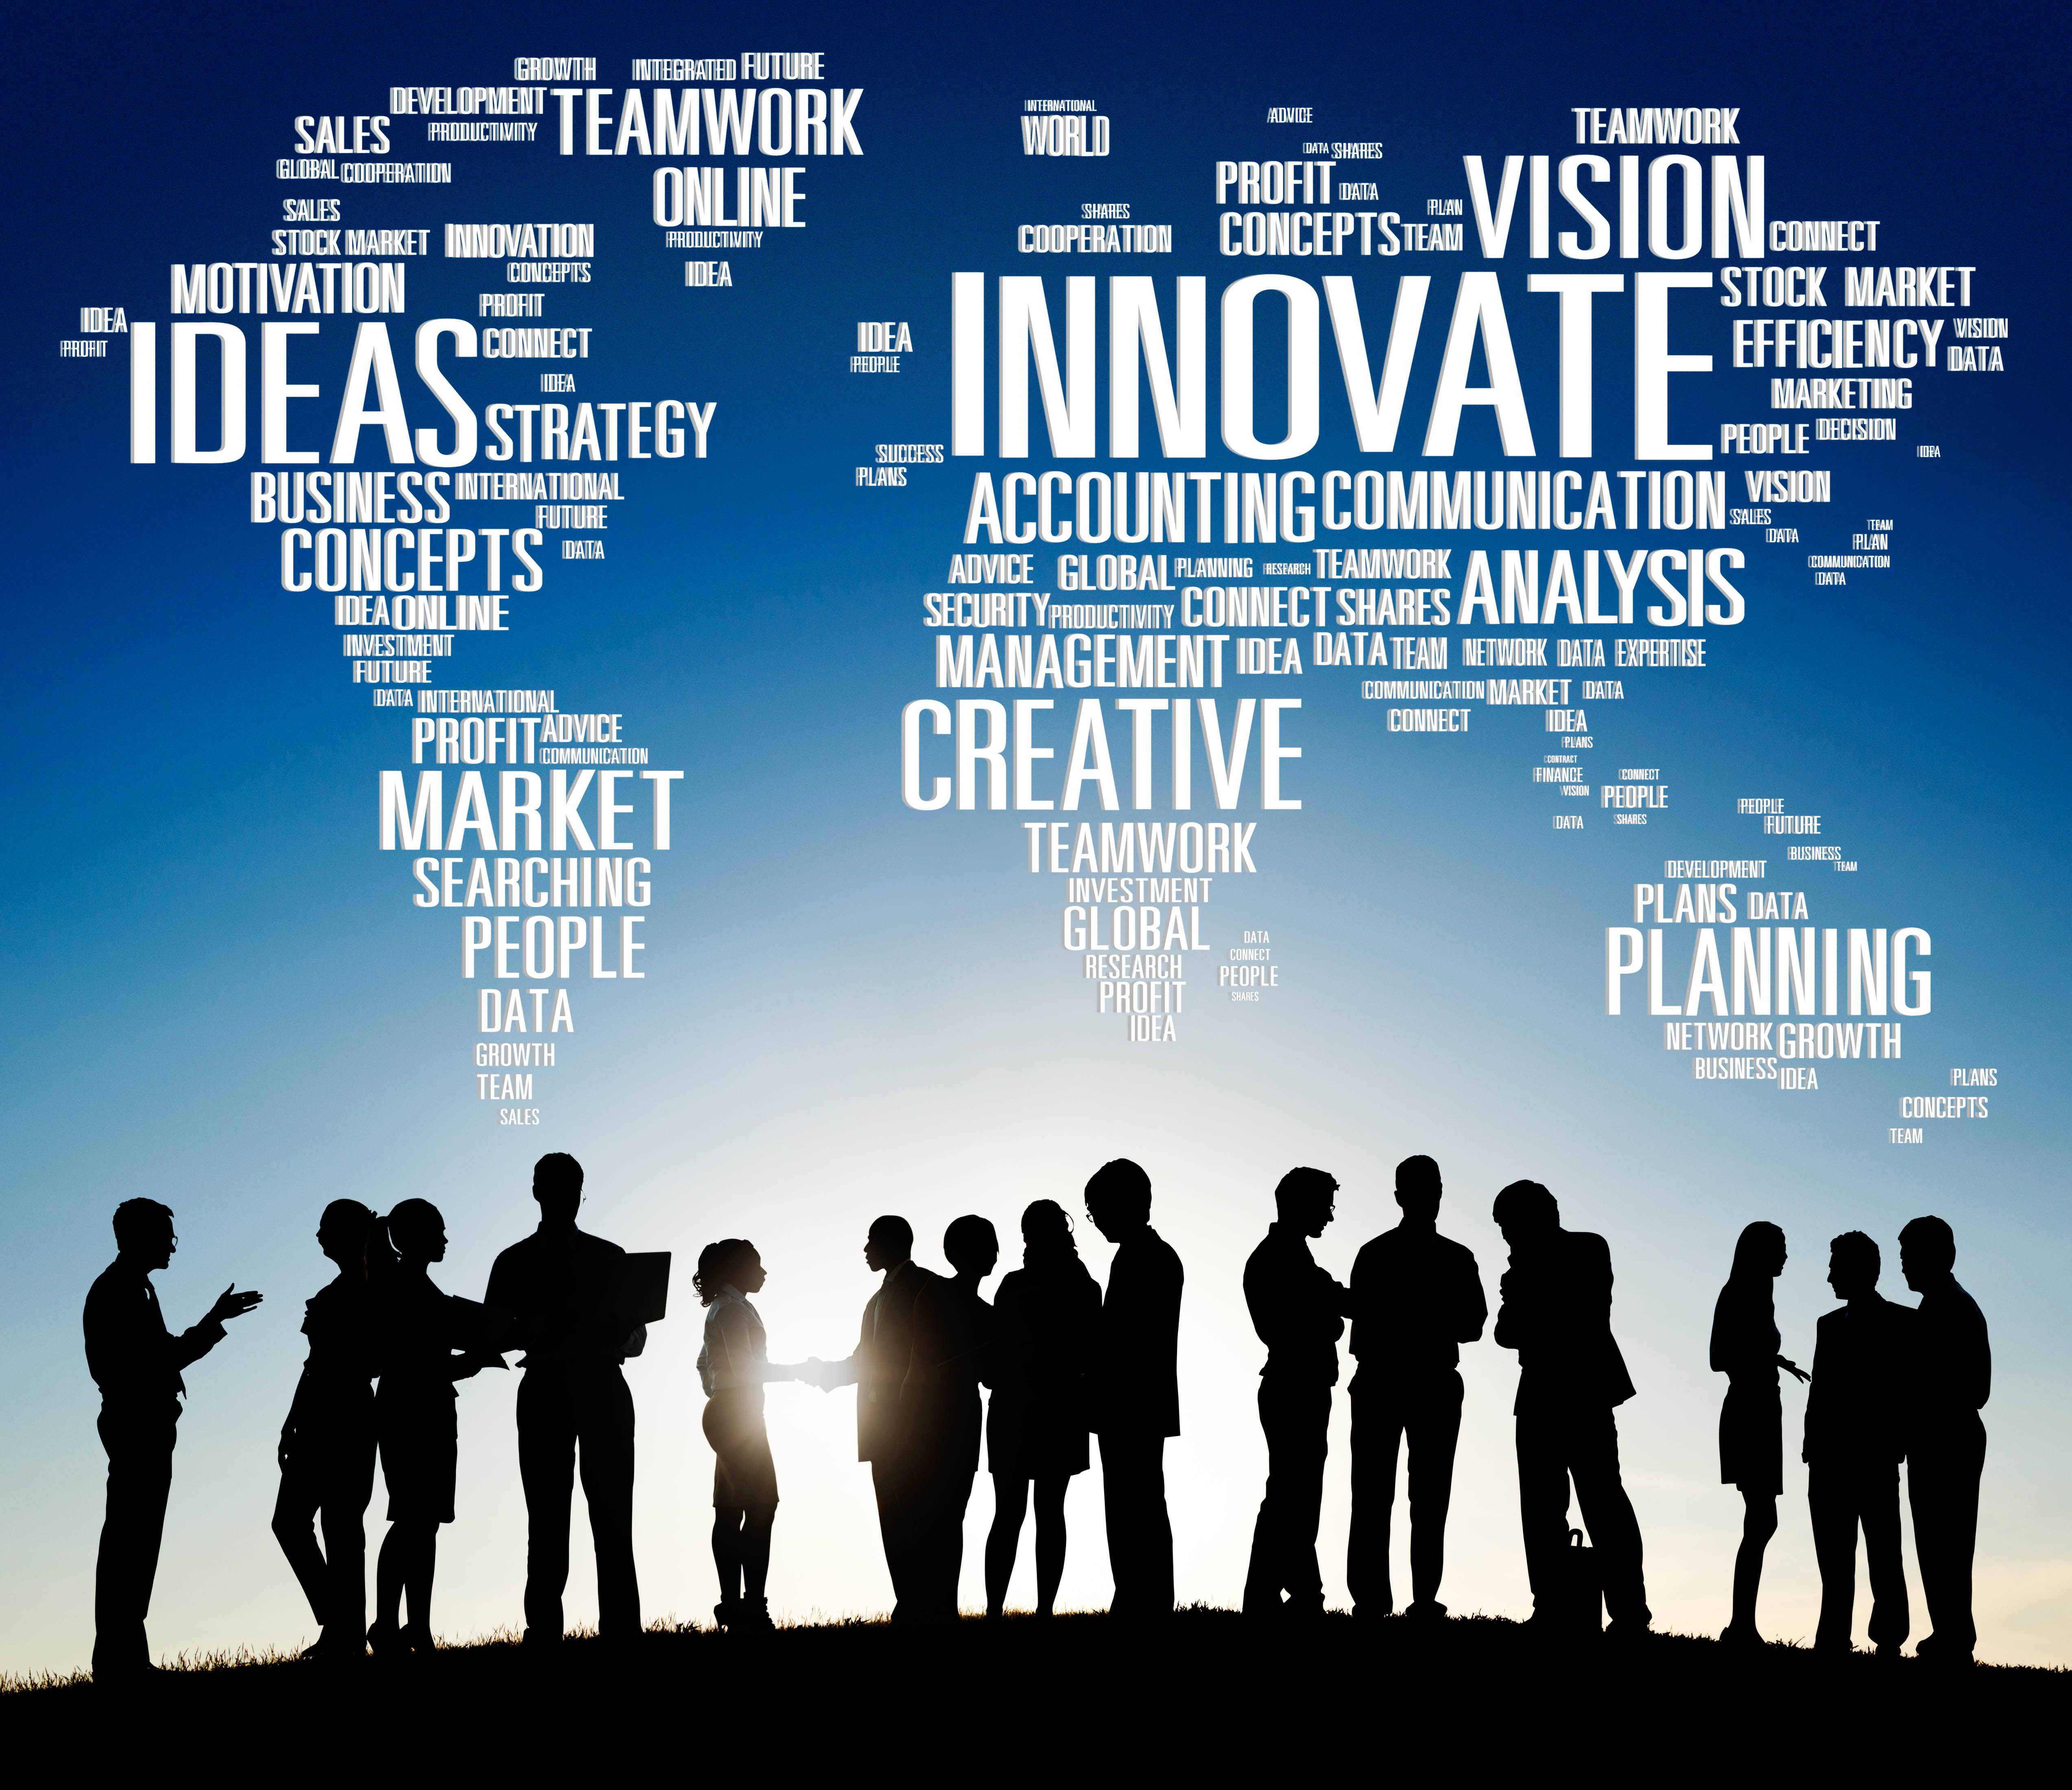 GROWTH INTEGRATED FUTURE
DEVELOPMENT TEAMWORK
SALES PRODUCTIVITY
GLOBAL COOPERATION
ONLINE
SALES
STOCK MARKET INNOVATION PRODUCTIVITY
MOTIVATION CONCEPTS IDEA
PROFIT
IDEA IDEAS CONNECT
PROFIT
IDEA
STRATEGY
BUSINESS INTERNATIONAL
FUTURE
CONCEPTS DATA
IDEA ONLINE
INVESTMENT
FUTURE
DATA INTERNATIONAL
PROFIT ADVICE
COMMUNICATION
MARKET
SEARCHING
PEOPLE
DATA
GROWTH
TEAM
SALES
INTERNATIONAL
WORLD
SHARES
COOPERATION
ADVICE
DATA SHARES
PROFIT DATA
PLAN
CONCEPTS TEAM
TEAMWORK
VISION CONNECT
IDEA
PEOPLE
SUCCESS
PLANS
INNOVATE
STOCK MARKET
EFFICIENCY VISION
DATA
MARKETING
PEOPLE DECISION
IDEA
ACCOUNTING COMMUNICATION VISION
SALES
DATA
TEAM
PLAN
COMMUNICATION
DATA
ADVICE GLOBAL PLANNING RESEARCH TEAMWORK ANALYSIS
SECURITY PRODUCTIVITY CONNECT SHARES
MANAGEMENT IDEA DATA TEAM NETWORK DATA EXPERTISE
COMMUNICATION MARKET DATA
CONNECT IDEA
PLANS
CONTRACT
FINANCE CONNECT
VISION PEOPLE
DATA SHARES
CREATIVE
TEAMWORK
INVESTMENT
GLOBAL
RESEARCH
PROFIT
IDEA
DATA
CONNECT
PEOPLE
SHARES
PEOPLE
FUTURE
BUSINESS
DEVELOPMENT TEAM
PLANS DATA
PLANNING
NETWORK GROWTH
BUSINESS IDEA
PLANS
CONCEPTS
TEAM